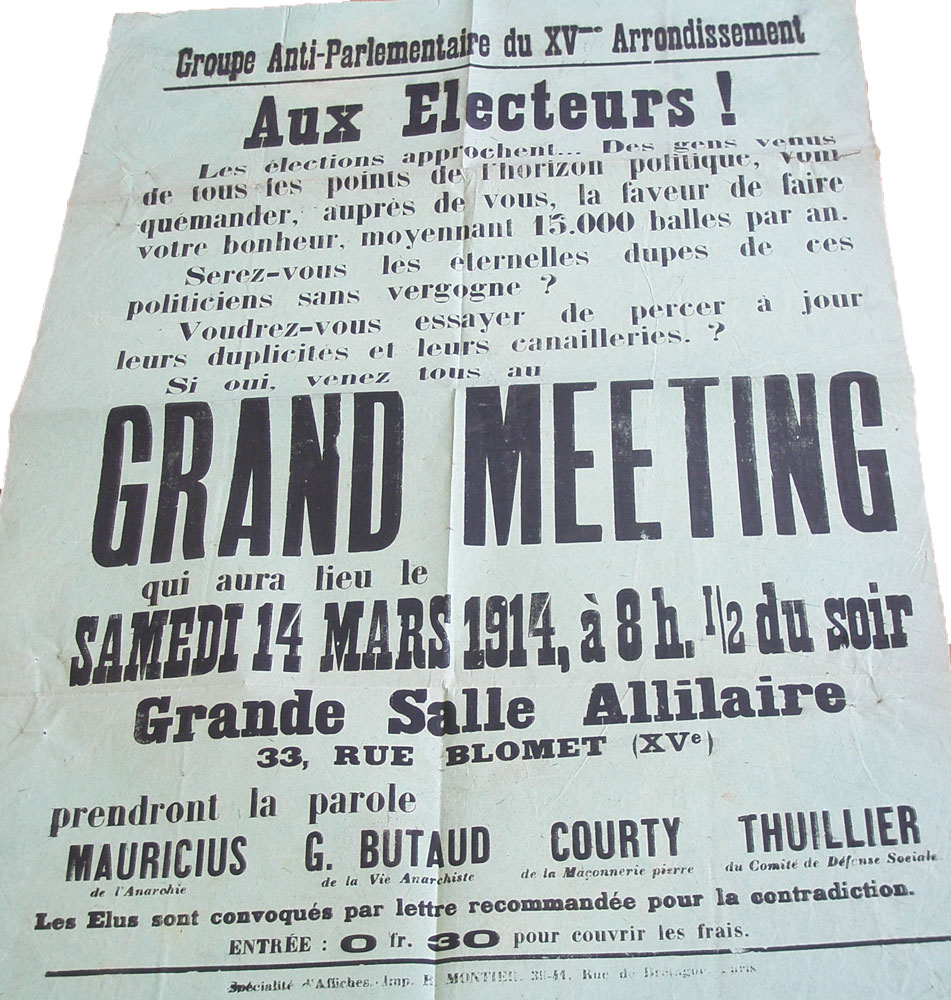 Groupe Anti-Parlementaire du XVme Arrondissement
Aux Electeurs !
Les élections approchent... Des gens venus
de tous les points de l'horizon politique, vont
quémander, auprès de vous, la faveur de faire
votre bonheur, moyennant 15.000 balles par an.
Serez-vous les éternelles dupes de ces
politiciens sans vergogne ?
Voudrez-vous essayer de percer à jour
leurs duplicités et leurs canailleries. ?
Si oui, venez tous au
GRAND MEETING
qui aura lieu le
SAMEDI 14 MARS 1914, à 8 h. 1/2 du soir
Grande Salle Allilaire
33, RUE BLOMET (XVe)
prendront la parole
MAURICIUS G. BUTAUD COURTY THUILLIER
de l'Anarchie de la Vie Anarchiste de la Maçonnerie pierre du Comité de Défense Sociale
Les Elus sont convoqués par lettre recommandée pour la contradiction.
ENTRÉE : 0 fr. 30 pour couvrir les frais.
Spécialité d'Affiches. Imp. MONTIER, 39-41, Rue de Bretagne Paris